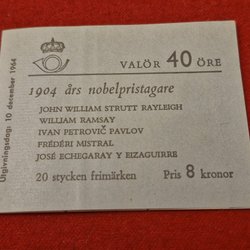 VALÖR 40 ÖRE
1904 års nobelpristagare
JOHN WILLIAM STRUTT RAYLEIGH
WILLIAM RAMSAY
IVAN PETROVIČ PAVLOV
FRÉDÉRI MISTRAL
JOSÉ ECHEGARAY Y EIZAGUIRRE
20 stycken frimärken Pris 8 kronor
Utgivningsdag: 10 december 1964